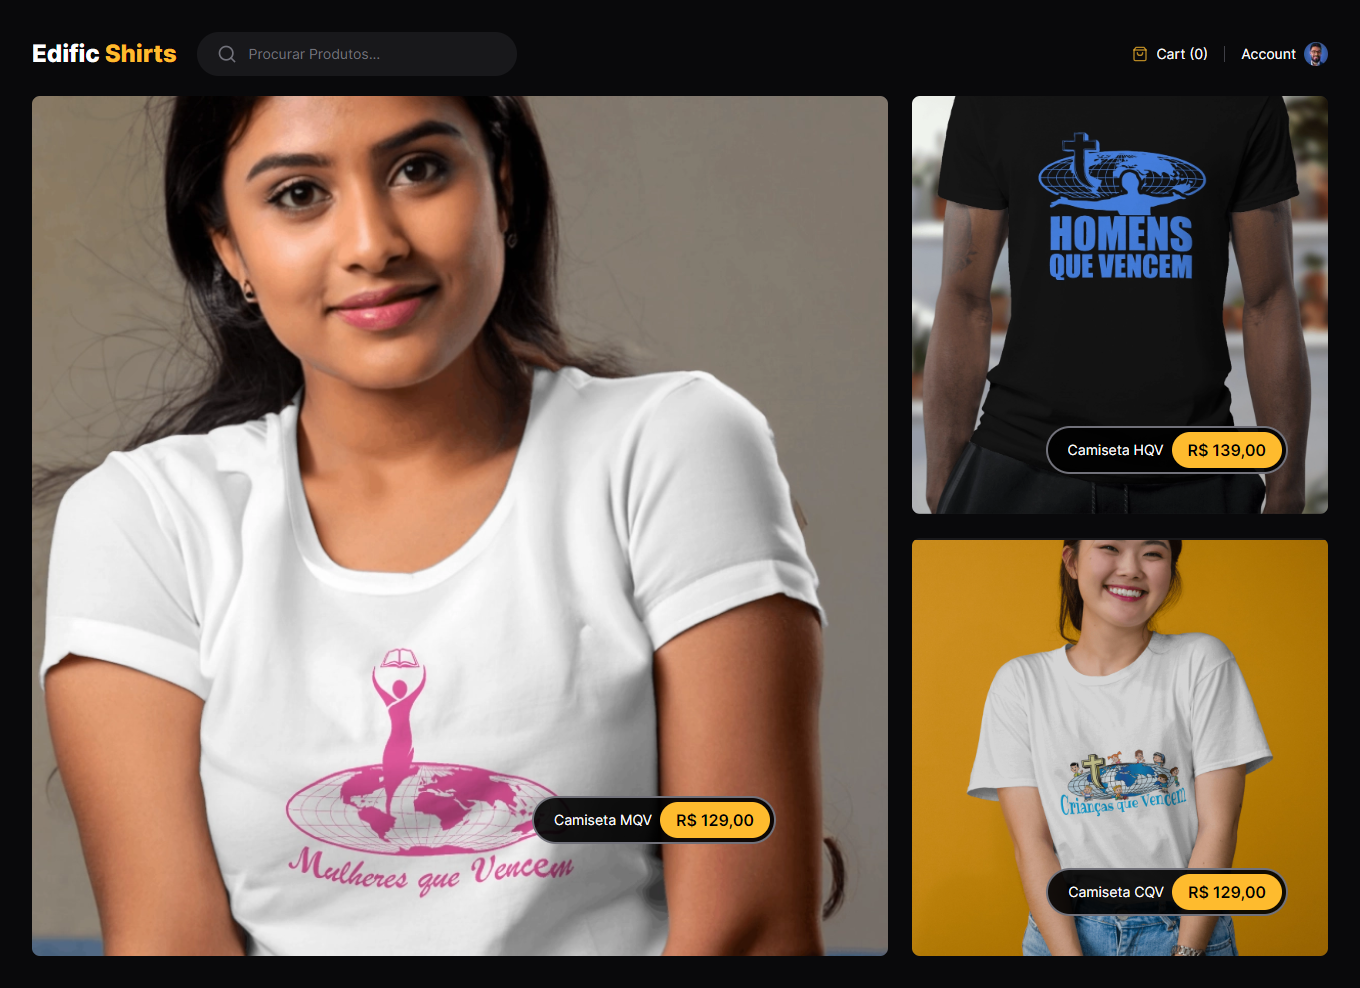 Edific Shirts
Procurar Produtos...
Cart (0)
Account
Mulheres que Vencem
Camiseta MQV
R$ 129,00
HOMENS
QUE VENCEM
Camiseta HQV
R$ 139,00
Crianças que Vencem
Camiseta CQV
R$ 129,00